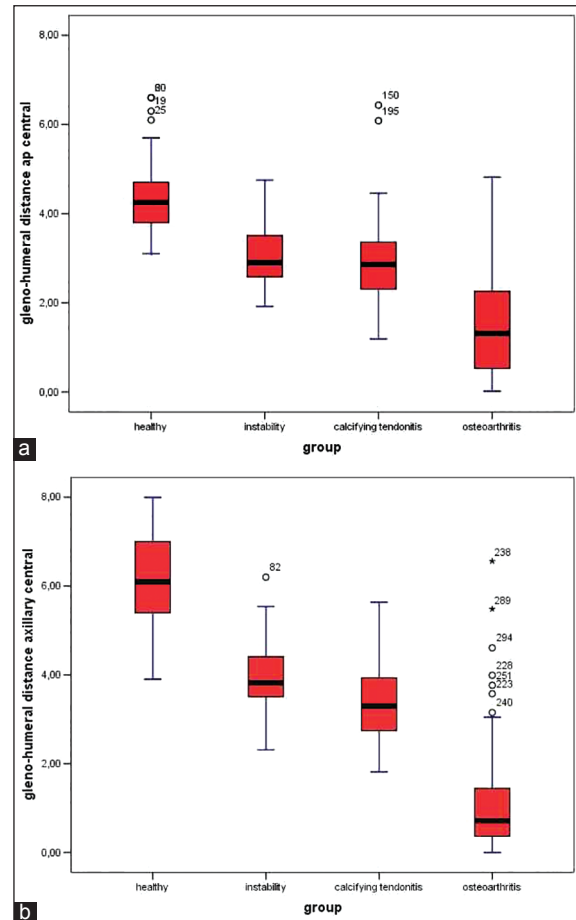 8,00
6,00
4,00
2,00
0,00
gleno-humeral distance ap central
19
25
150
195
healthy
instability
calcifying tendonitis
osteoarthritis
group
a
8,00
6,00
4,00
2,00
0,00
gleno-humeral distance axillary central
82
238
289
294
228
251
223
240
healthy
instability
calcifying tendonitis
osteoarthritis
group
b